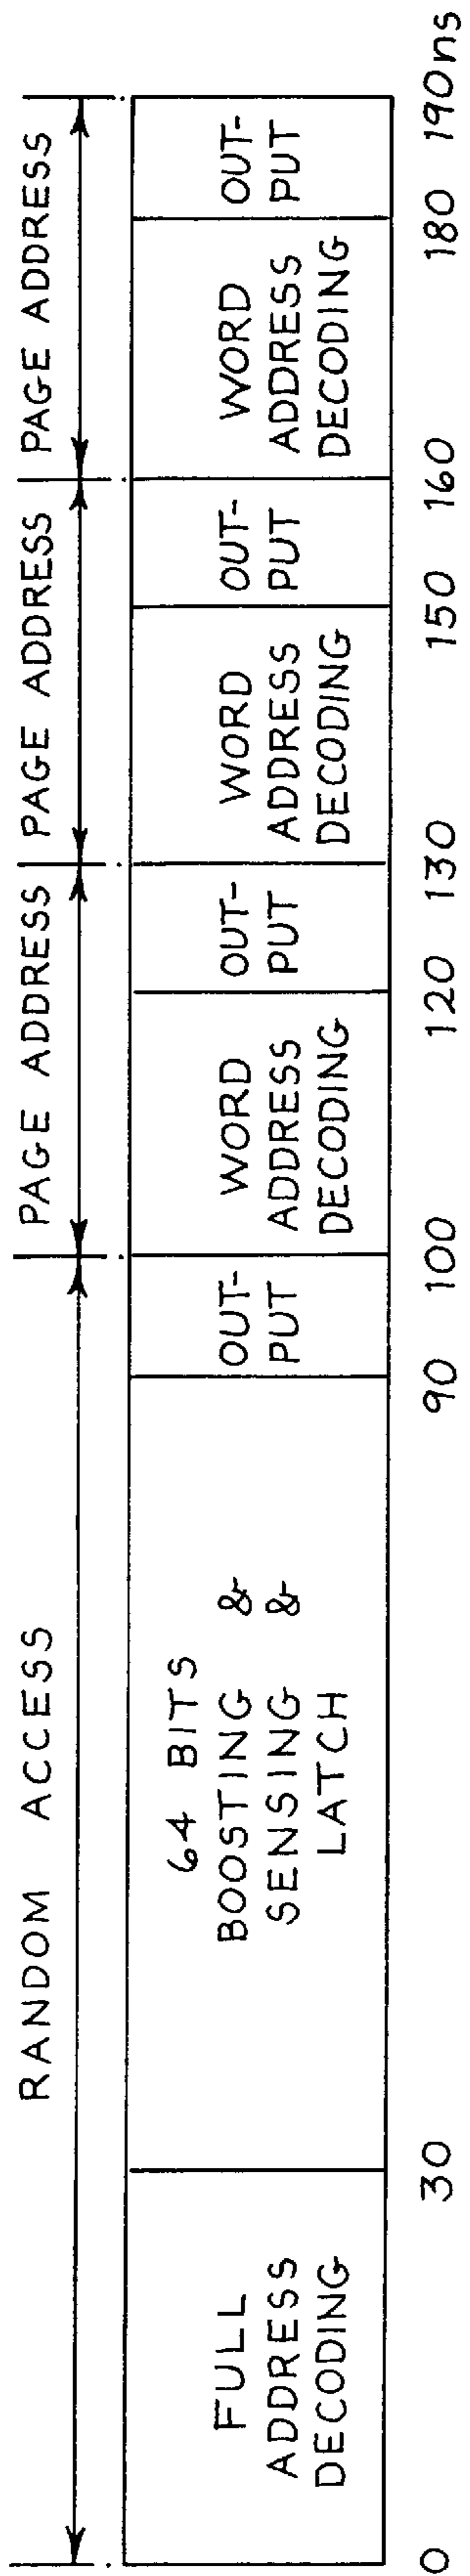 RANDOM ACCESS
PAGE ADDRESS
PAGE ADDRESS
PAGE ADDRESS
FULL
ADDRESS
DECODING
64 BITS
BOOSTING &
SENSING &
LATCH
OUT-
PUT
WORD
ADDRESS
DECODING
OUT-
PUT
WORD
ADDRESS
DECODING
OUT-
PUT
WORD
ADDRESS
DECODING
OUT-
PUT
0 30 90 100 120 130 150 160 180 190ns